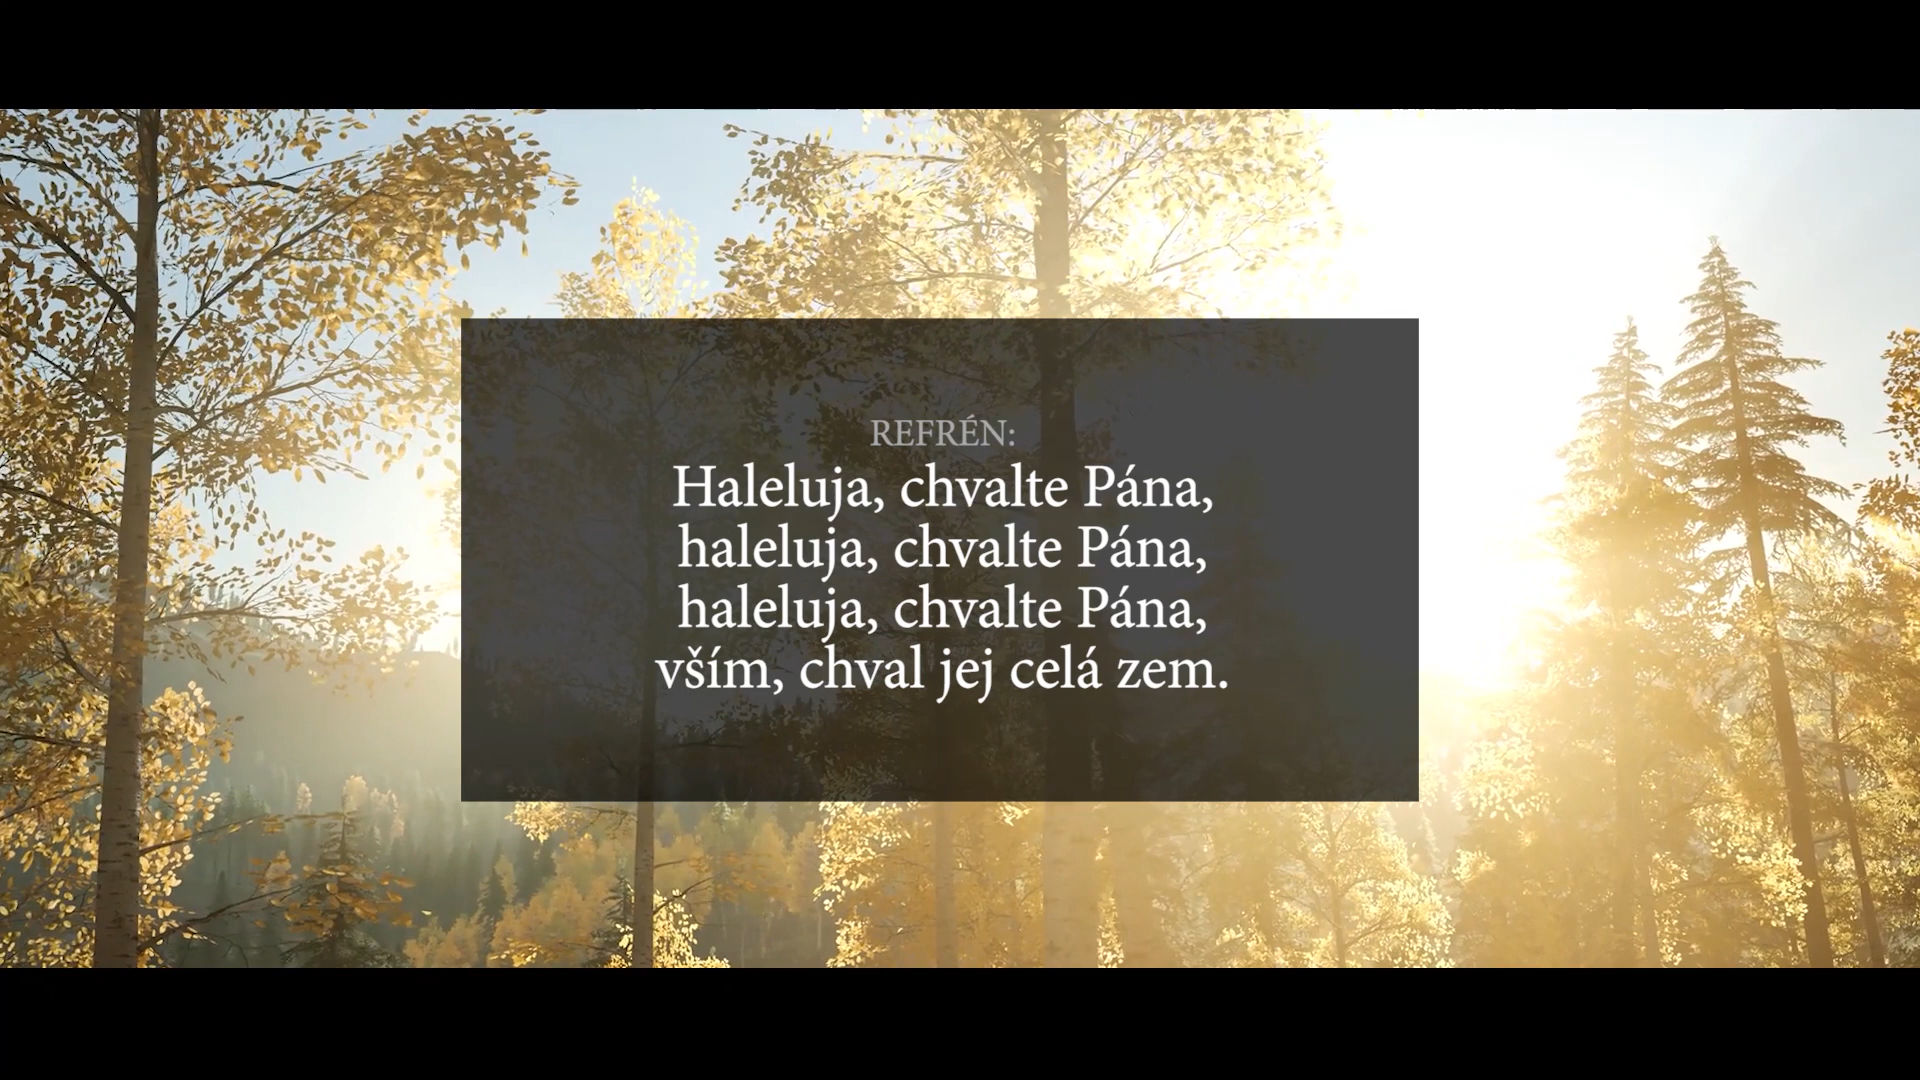 REFRÉN:
Haleluja, chvalte Pána,
haleluja, chvalte Pána,
haleluja, chvalte Pána,
vším, chval jej celá zem.